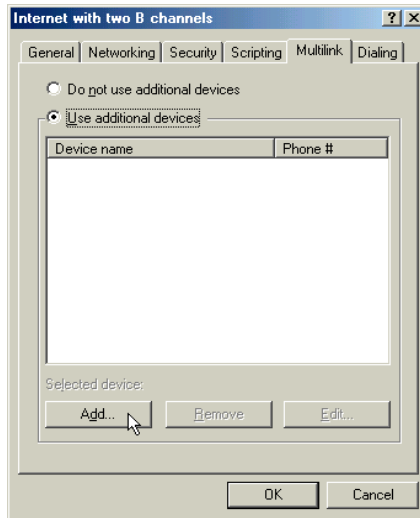 Internet with two B channels
General Networking Security Scripting Multilink Dialing
Do not use additional devices
Use additional devices
Device name Phone #
Selected device:
Add... Remove Edit...
OK Cancel